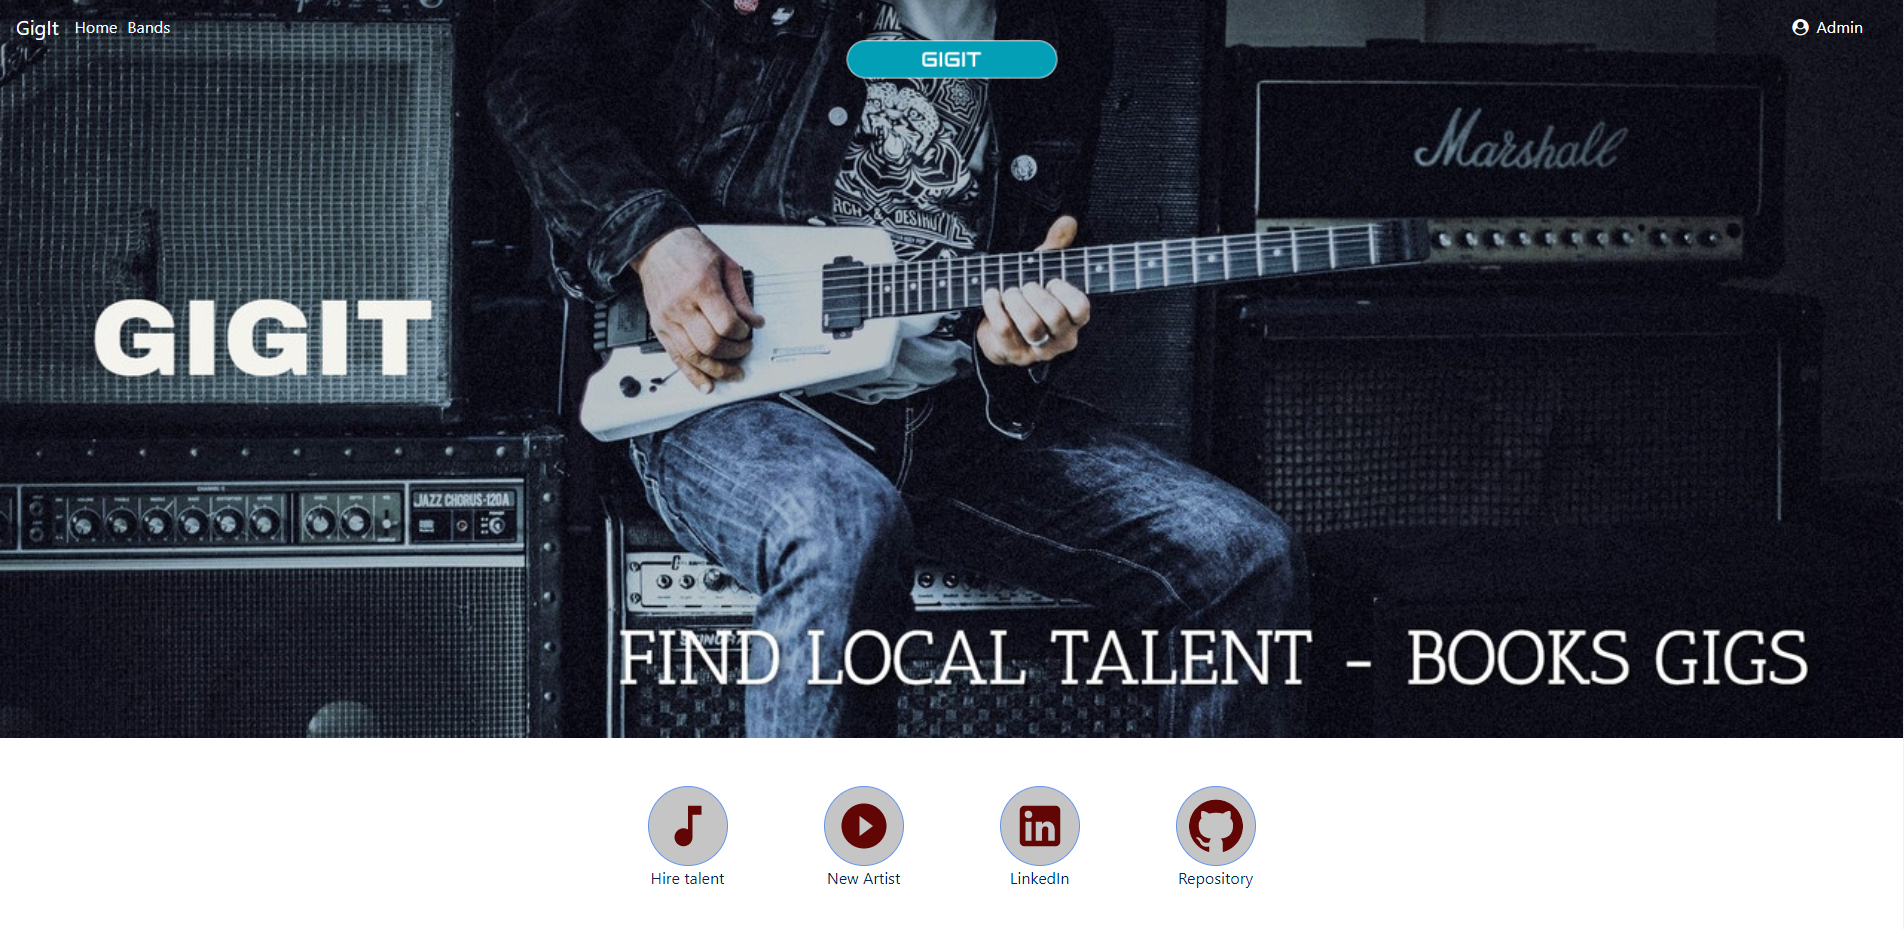 GigIt Home Bands
Admin
GIGIT
Marshall
& DESTROY
GIGIT
JAZZ CHORUS-120A
FIND LOCAL TALENT - BOOKS GIGS
Hire talent
New Artist
LinkedIn
Repository